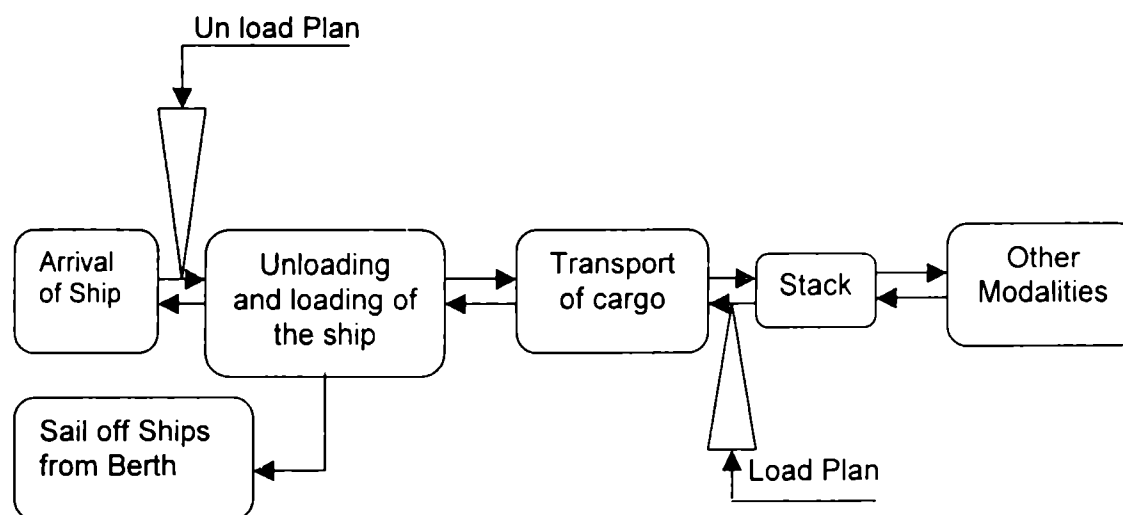 Un load Plan
Arrival
of Ship
Unloading
and loading of
the ship
Transport
of cargo
Stack
Other
Modalities
Sail off Ships
from Berth
Load Plan